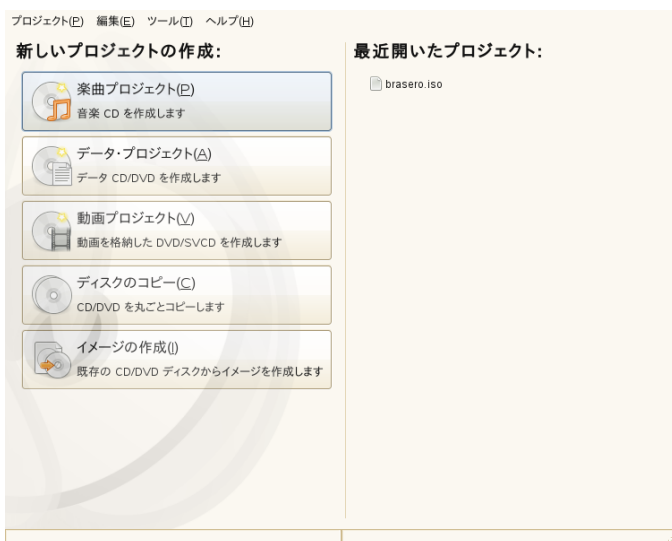 プロジェクト(P) 編集(E) ツール(T) ヘルプ(H)
新しいプロジェクトの作成:
楽曲プロジェクト(P)
音楽 CD を作成します
データ・プロジェクト(A)
データ CD/DVD を作成します
動画プロジェクト(V)
動画を格納した DVD/SVCD を作成します
ディスクのコピー(C)
CD/DVD を丸ごとコピーします
イメージの作成(I)
既存の CD/DVD ディスクからイメージを作成します
最近開いたプロジェクト:
brasero.iso